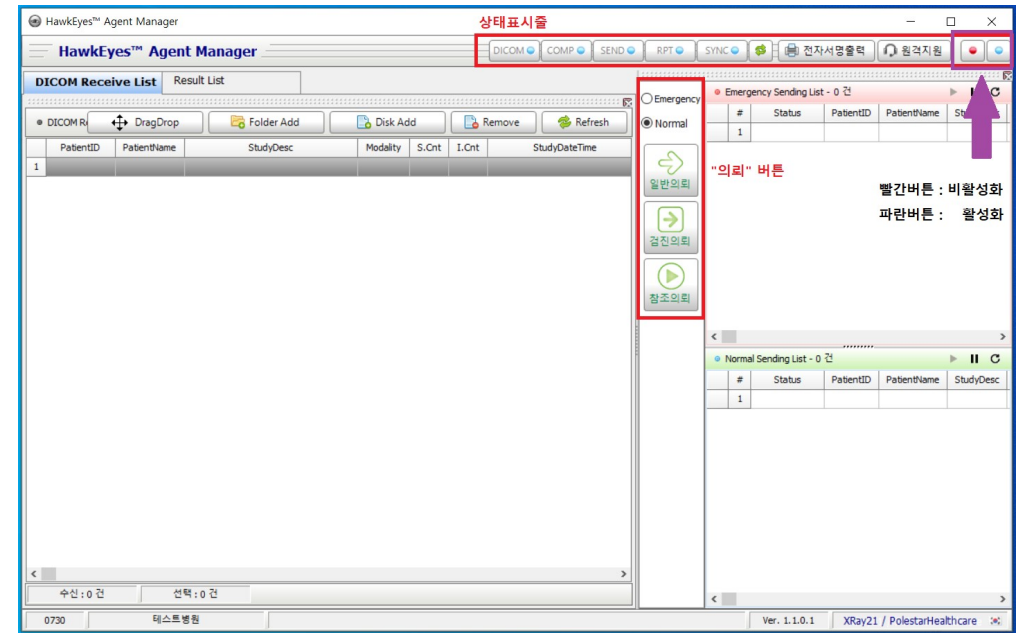 HawkEyes™ Agent Manager
상태표시줄
HawkEyes™ Agent Manager
DICOM COMP SEND RPT SYNC 전자서명출력 원격지원
DICOM Receive List Result List
DICOM Re DragDrop Folder Add Disk Add Remove Refresh
PatientID PatientName StudyDesc Modality S.Cnt I.Cnt StudyDateTime
1
Emergency
Normal
일반의뢰
검진의뢰
참조의뢰
Emergency Sending List - 0 건
# Status PatientID PatientName
1
"의뢰" 버튼
빨간버튼 : 비활성화
파란버튼 : 활성화
Normal Sending List - 0 건
# Status PatientID PatientName StudyDesc
1
수신 : 0 건 선택 : 0 건
0730 테스트병원 Ver. 1.1.0.1 XRay21 / PolestarHealthcare